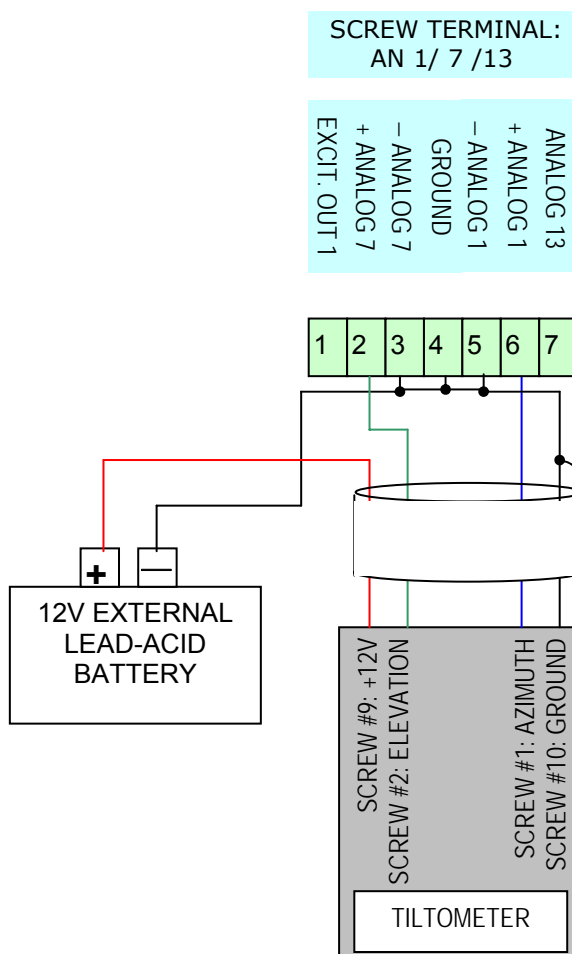 SCREW TERMINAL:
AN 1/ 7 /13
EXCIT. OUT 1
+ ANALOG 7
– ANALOG 7
GROUND
– ANALOG 1
+ ANALOG 1
ANALOG 13
1 2 3 4 5 6 7
+ —
12V EXTERNAL
LEAD-ACID
BATTERY
SCREW #9: +12V
SCREW #2: ELEVATION
SCREW #1: AZIMUTH
SCREW #10: GROUND
TILTOMETER